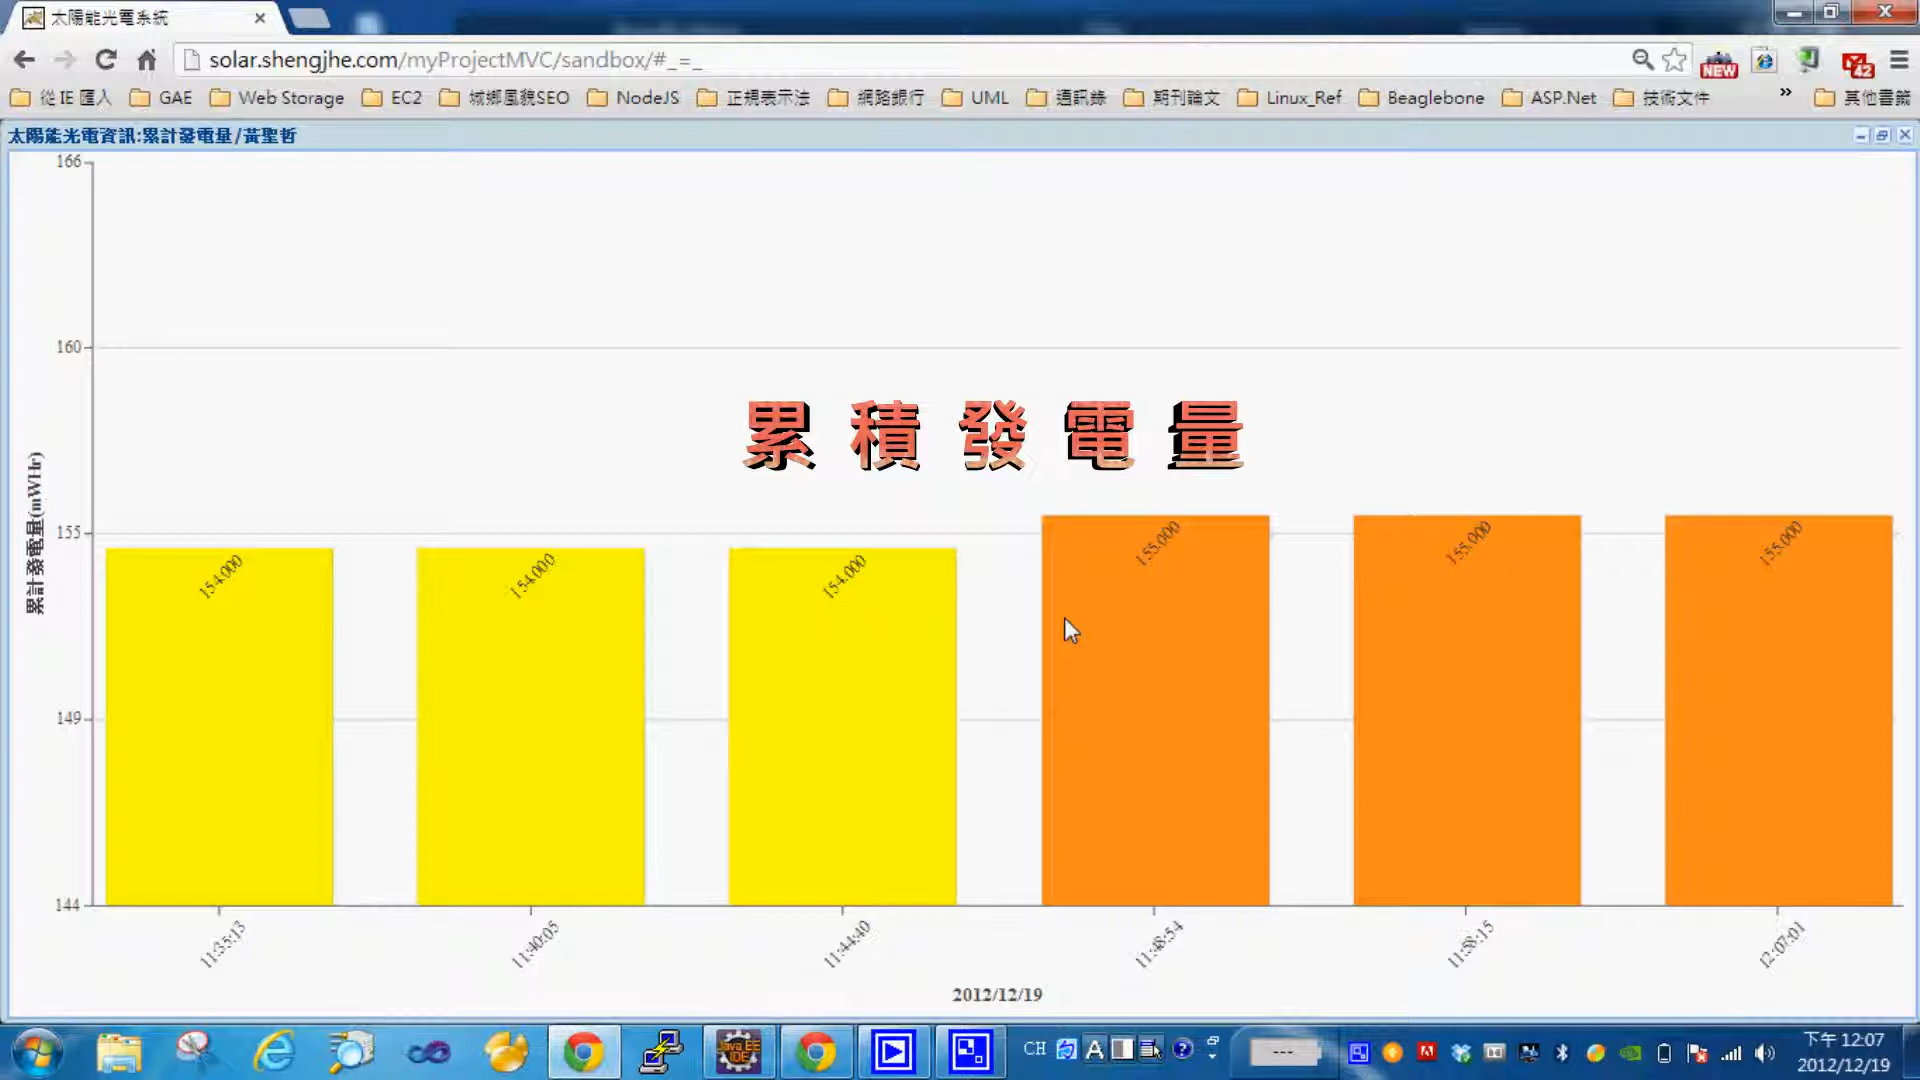 太陽能光電系統
solar.shengjhe.com/myProjectMVC/sandbox/#_=_
NEW
42
從 IE 匯入 GAE Web Storage EC2 城鄉風貌SEO NodeJS 正規表示法 網路銀行 UML 通訊錄 期刊論文 Linux_Ref Beaglebone ASP.Net 技術文件 » 其他書籤
太陽能光電資訊:累計發電量/黃聖哲
166
160
155
149
144
累計發電量(mWHr)
累積發電量
154.000 154.000 154.000 155.000 155.000 155.000
11:35:13 11:40:05 11:44:40 11:48:54 11:58:15 12:07:01
2012/12/19
Java EE IDE
CH
A
---
下午 12:07
2012/12/19